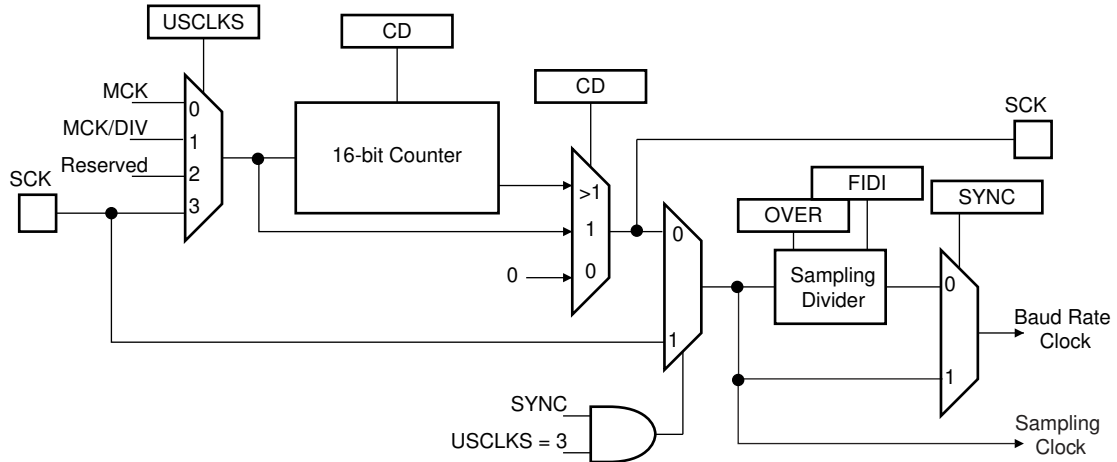 USCLKS
CD
CD
MCK
0
MCK/DIV
1
16-bit Counter
SCK
Reserved
2
SCK
3
>1
FIDI
OVER
SYNC
1
0
0
0
Sampling
Divider
0
1
Baud Rate
Clock
1
SYNC
USCLKS = 3
Sampling
Clock